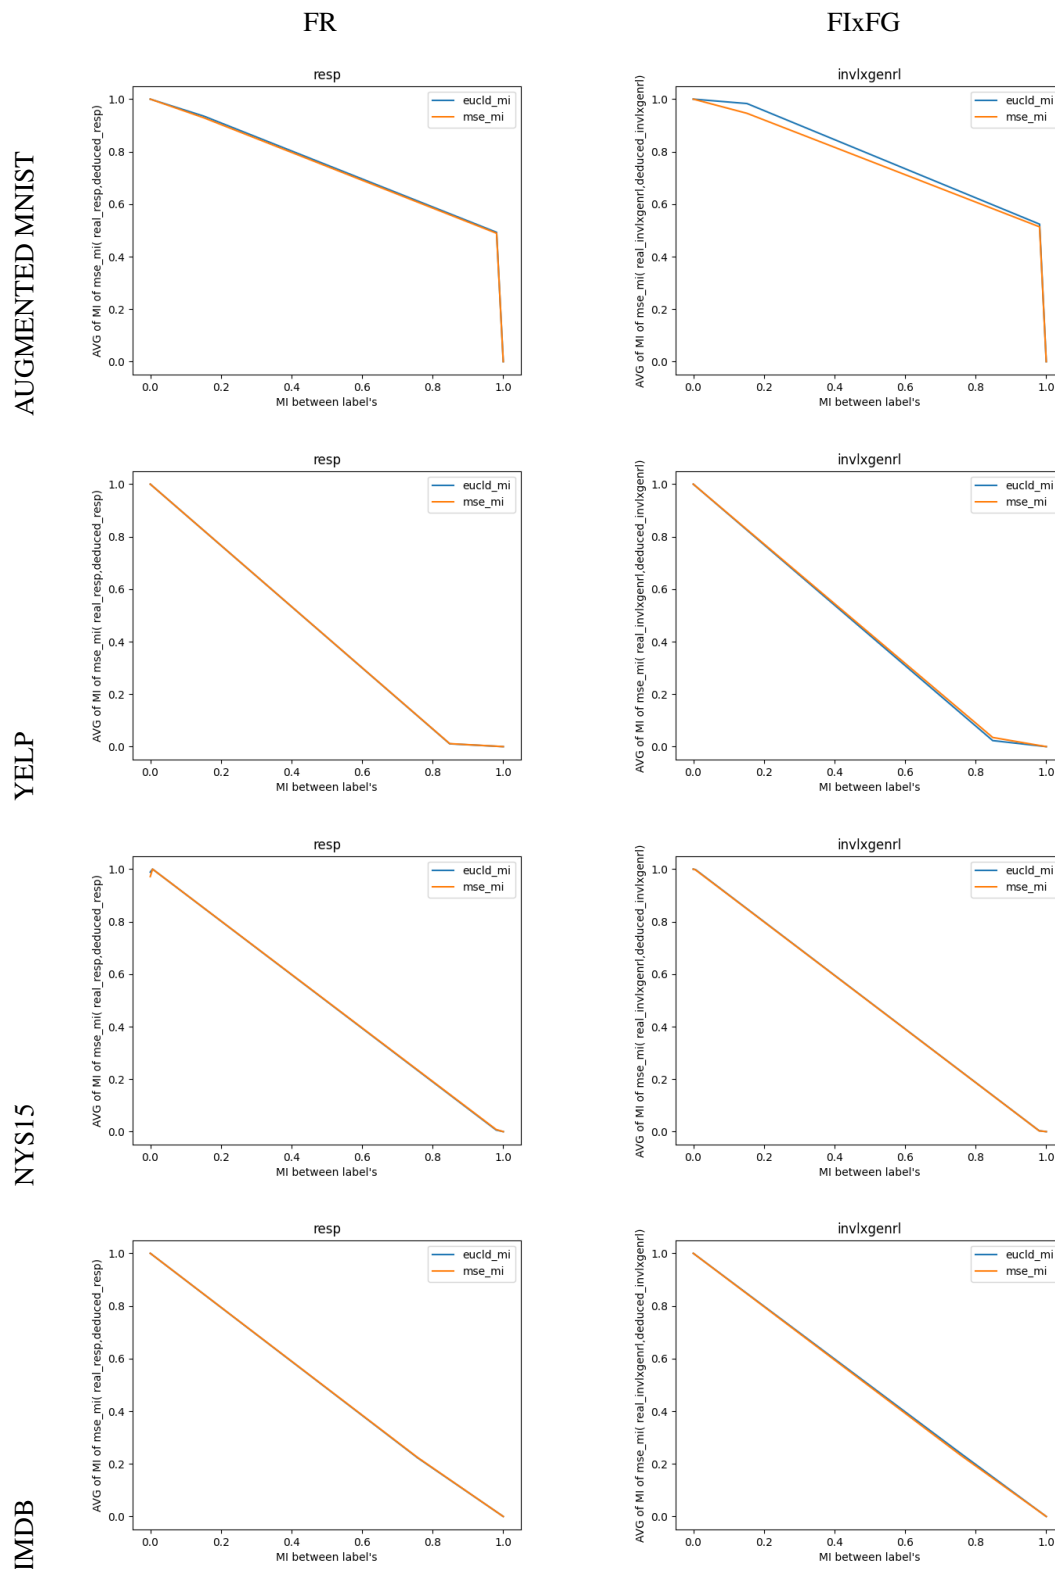 FR
FIxFG
AUGMENTED MNIST
resp
AVG of MI of mse_mi( real_resp,deduced_resp)
1.0
0.8
0.6
0.4
0.2
0.0
eucld_mi
mse_mi
0.0 0.2 0.4 0.6 0.8 1.0
MI between label's
invlxgenrl
AVG of MI of mse_mi( real_invlxgenrl,deduced_invlxgenrl)
1.0
0.8
0.6
0.4
0.2
0.0
eucld_mi
mse_mi
0.0 0.2 0.4 0.6 0.8 1.0
MI between label's
YELP
resp
AVG of MI of mse_mi( real_resp,deduced_resp)
1.0
0.8
0.6
0.4
0.2
0.0
eucld_mi
mse_mi
0.0 0.2 0.4 0.6 0.8 1.0
MI between label's
invlxgenrl
AVG of MI of mse_mi( real_invlxgenrl,deduced_invlxgenrl)
1.0
0.8
0.6
0.4
0.2
0.0
eucld_mi
mse_mi
0.0 0.2 0.4 0.6 0.8 1.0
MI between label's
NYS15
resp
AVG of MI of mse_mi( real_resp,deduced_resp)
1.0
0.8
0.6
0.4
0.2
0.0
eucld_mi
mse_mi
0.0 0.2 0.4 0.6 0.8 1.0
MI between label's
invlxgenrl
AVG of MI of mse_mi( real_invlxgenrl,deduced_invlxgenrl)
1.0
0.8
0.6
0.4
0.2
0.0
eucld_mi
mse_mi
0.0 0.2 0.4 0.6 0.8 1.0
MI between label's
IMDB
resp
AVG of MI of mse_mi( real_resp,deduced_resp)
1.0
0.8
0.6
0.4
0.2
0.0
eucld_mi
mse_mi
0.0 0.2 0.4 0.6 0.8 1.0
MI between label's
invlxgenrl
AVG of MI of mse_mi( real_invlxgenrl,deduced_invlxgenrl)
1.0
0.8
0.6
0.4
0.2
0.0
eucld_mi
mse_mi
0.0 0.2 0.4 0.6 0.8 1.0
MI between label's